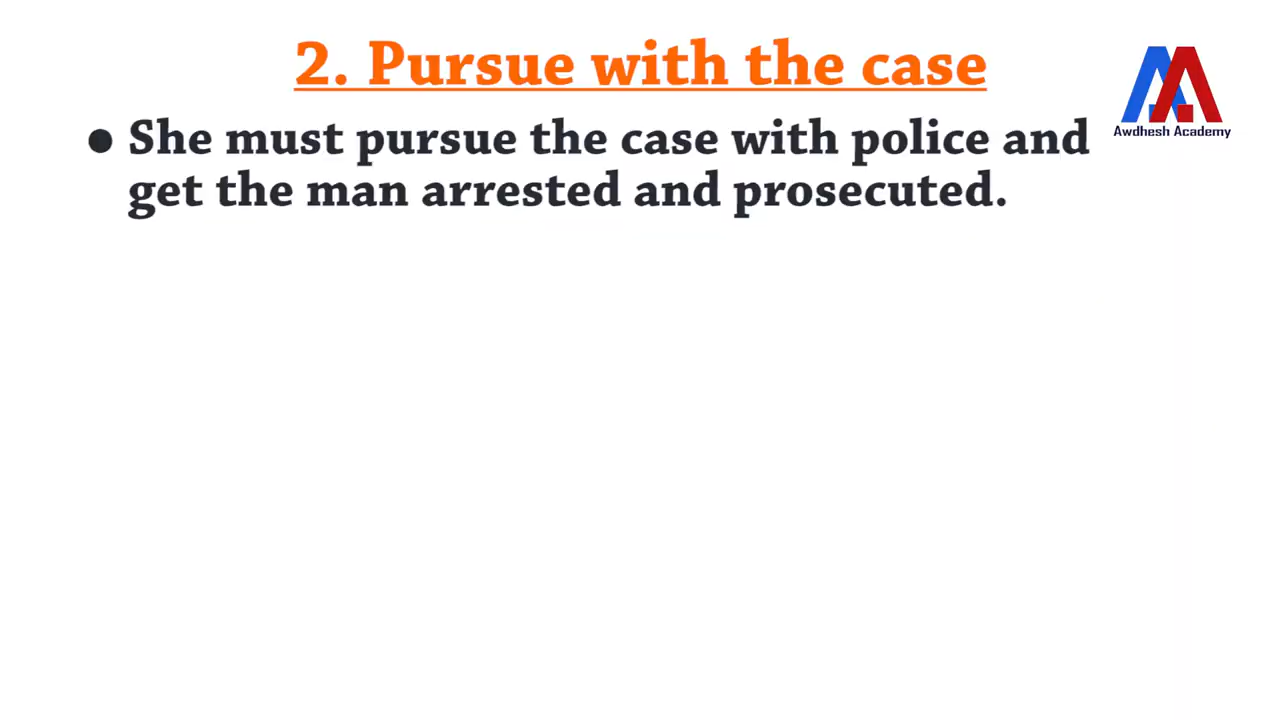 2. Pursue with the case
● She must pursue the case with police and
get the man arrested and prosecuted.
Awdhesh Academy